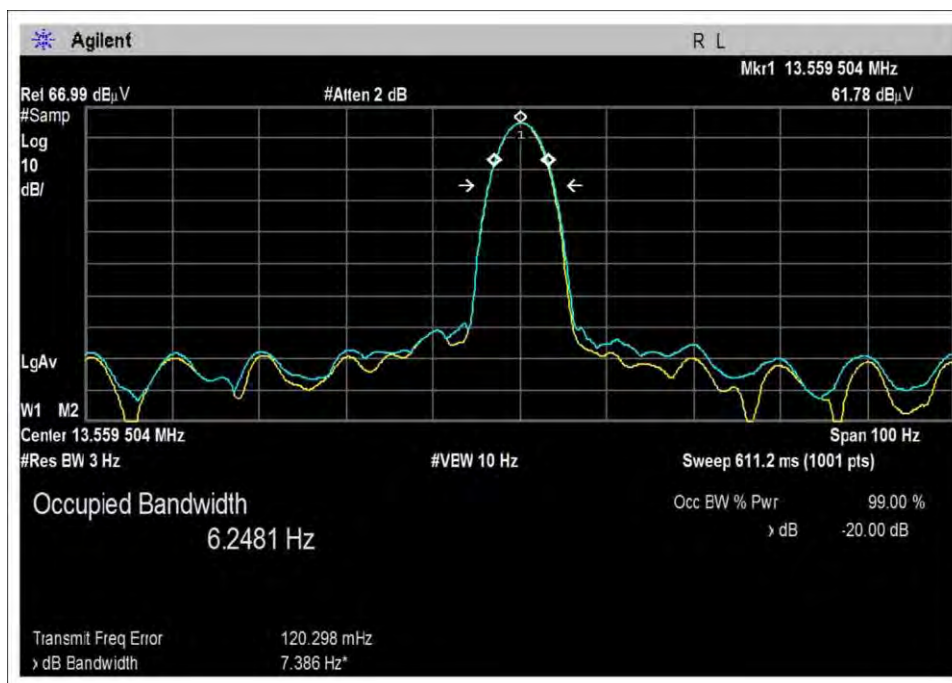 Agilent R L
Mkr1 13.559 504 MHz
Ref 66.99 dBµV #Atten 2 dB 61.78 dBµV
#Samp
Log
10
dB/
1
LgAv
W1 M2
Center 13.559 504 MHz Span 100 Hz
#Res BW 3 Hz #VBW 10 Hz Sweep 611.2 ms (1001 pts)
Occupied Bandwidth Occ BW % Pwr 99.00 %
6.2481 Hz x dB -20.00 dB
Transmit Freq Error 120.298 mHz
x dB Bandwidth 7.386 Hz*